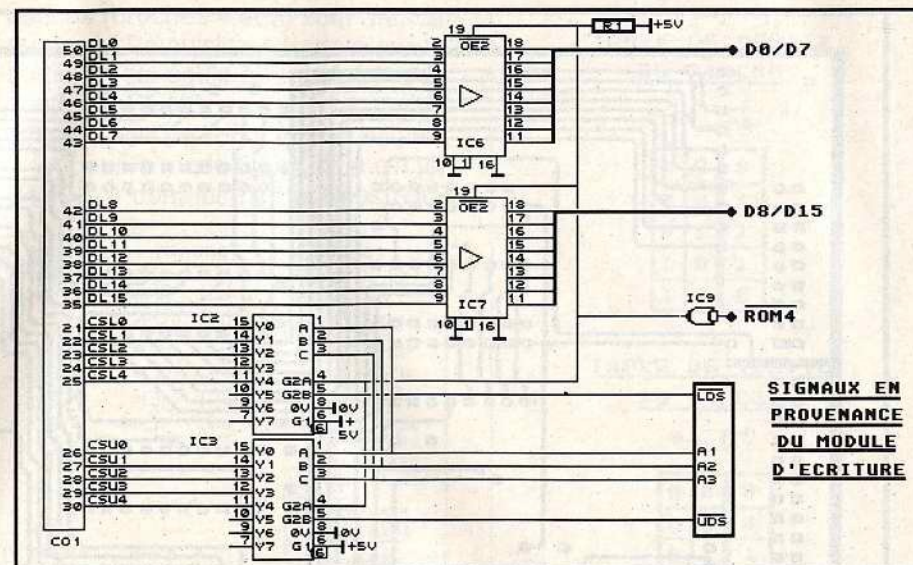 19 R1 +5V
50 DL0 2 OE2 18 D0/D7
49 DL1 3 17
48 DL2 4 16
47 DL3 5 15
46 DL4 6 14
45 DL5 7 13
44 DL6 8 12
43 DL7 9 11
IC6
10 1 16
19
42 DL8 2 OE2 18 D8/D15
41 DL9 3 17
40 DL10 4 16
39 DL11 5 15
38 DL12 6 14
37 DL13 7 13
36 DL14 8 12
35 DL15 9 11
IC7
10 1 16
IC9
ROM4
IC2
21 CSL0 15 Y0 A 1
22 CSL1 14 Y1 B 2
23 CSL2 13 Y2 C 3
24 CSL3 12 Y3
25 CSL4 11 Y4 G2A 4
10 Y5 G2B 5
9 Y6 0V 8 0V
7 Y7 G1 6 +
16 5V
IC3
26 CSU0 15 Y0 A 1
27 CSU1 14 Y1 B 2
28 CSU2 13 Y2 C 3
29 CSU3 12 Y3
30 CSU4 11 Y4 G2A 4
10 Y5 G2B 5
9 Y6 0V 8 0V
7 Y7 G1 6 +5V
16
CO1
LDS
A1
A2
A3
UDS
SIGNAUX EN
PROVENANCE
DU MODULE
D'ECRITURE